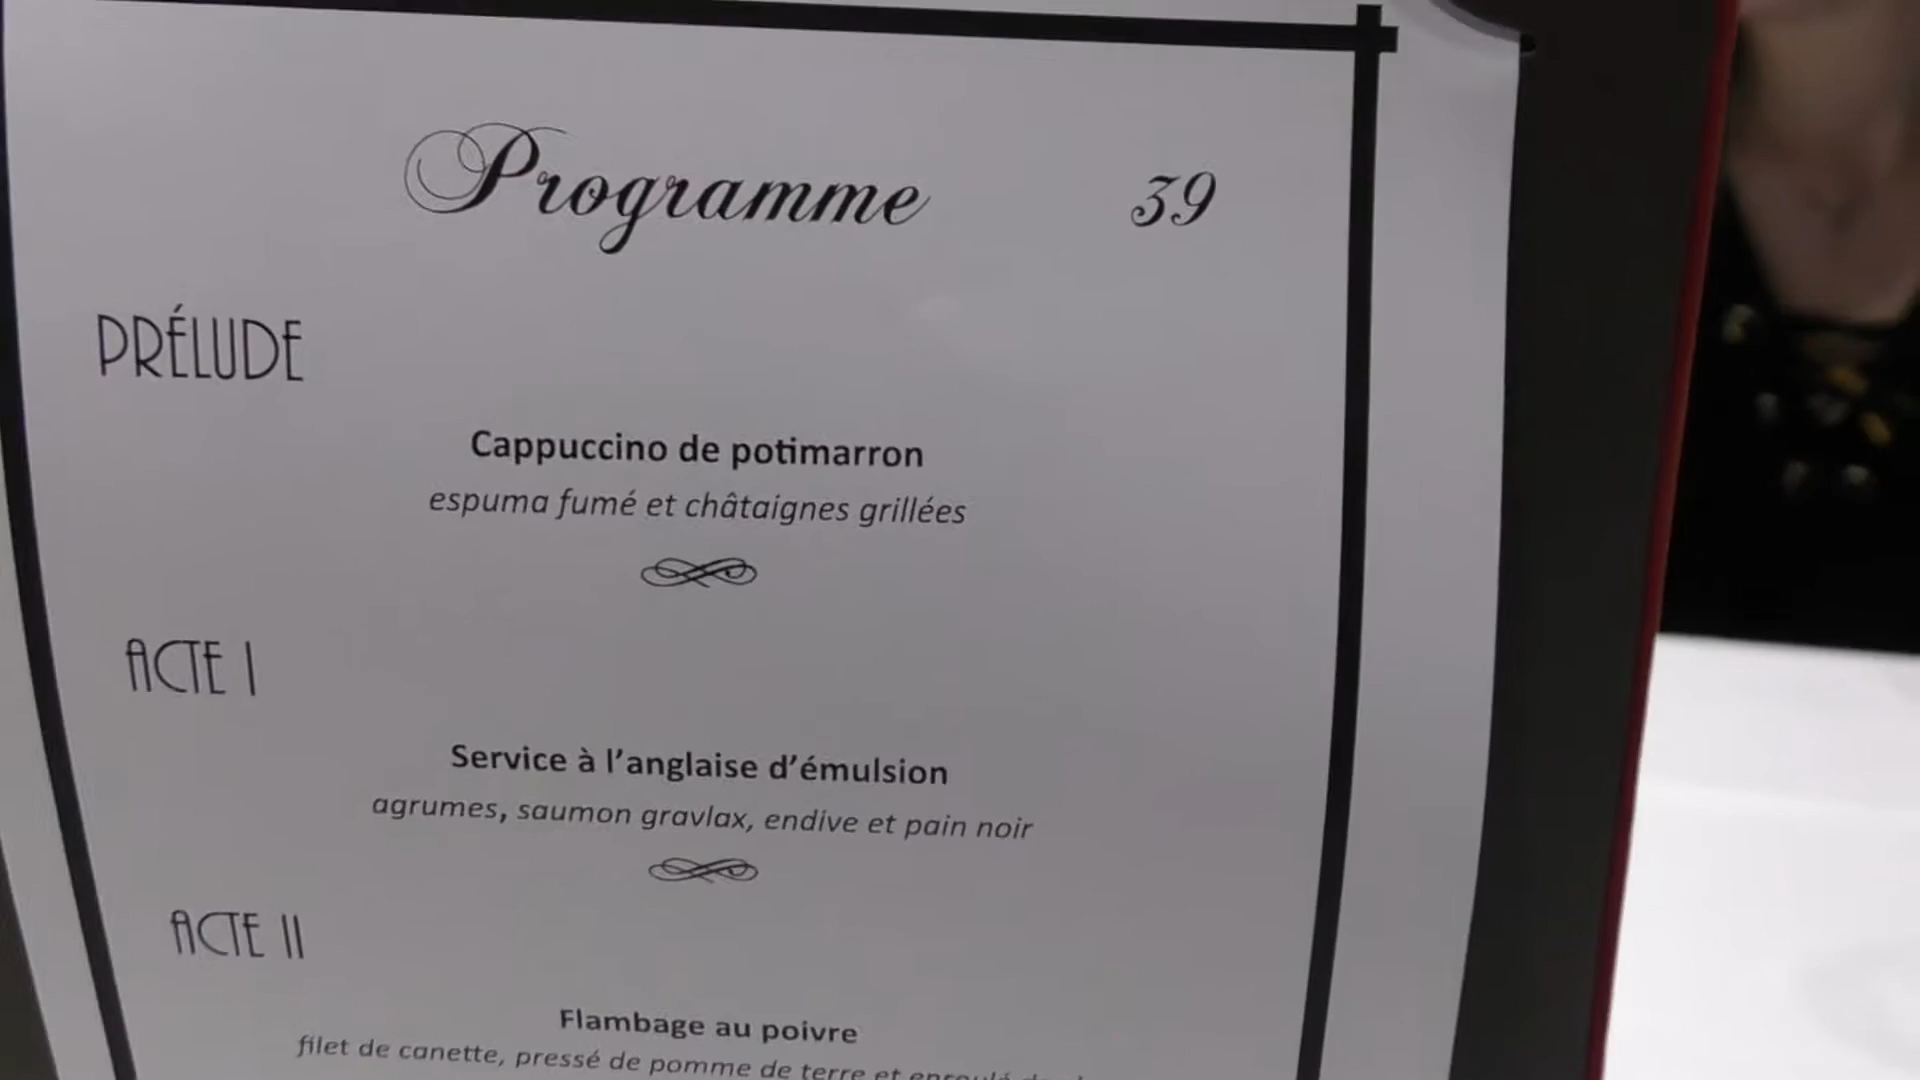 Programme 39
PRÉLUDE
Cappuccino de potimarron
espuma fumé et châtaignes grillées
ACTE I
Service à l'anglaise d'émulsion
agrumes, saumon gravlax, endive et pain noir
ACTE II
Flambage au poivre
filet de canette, pressé de pomme de terre et enroulé